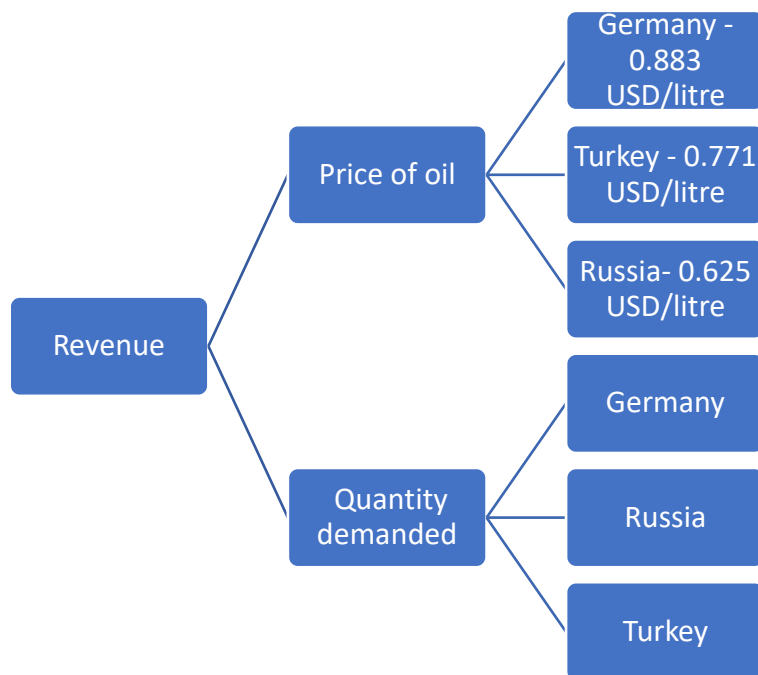 Revenue
Price of oil
Germany -
0.883
USD/litre
Turkey - 0.771
USD/litre
Russia- 0.625
USD/litre
Quantity
demanded
Germany
Russia
Turkey